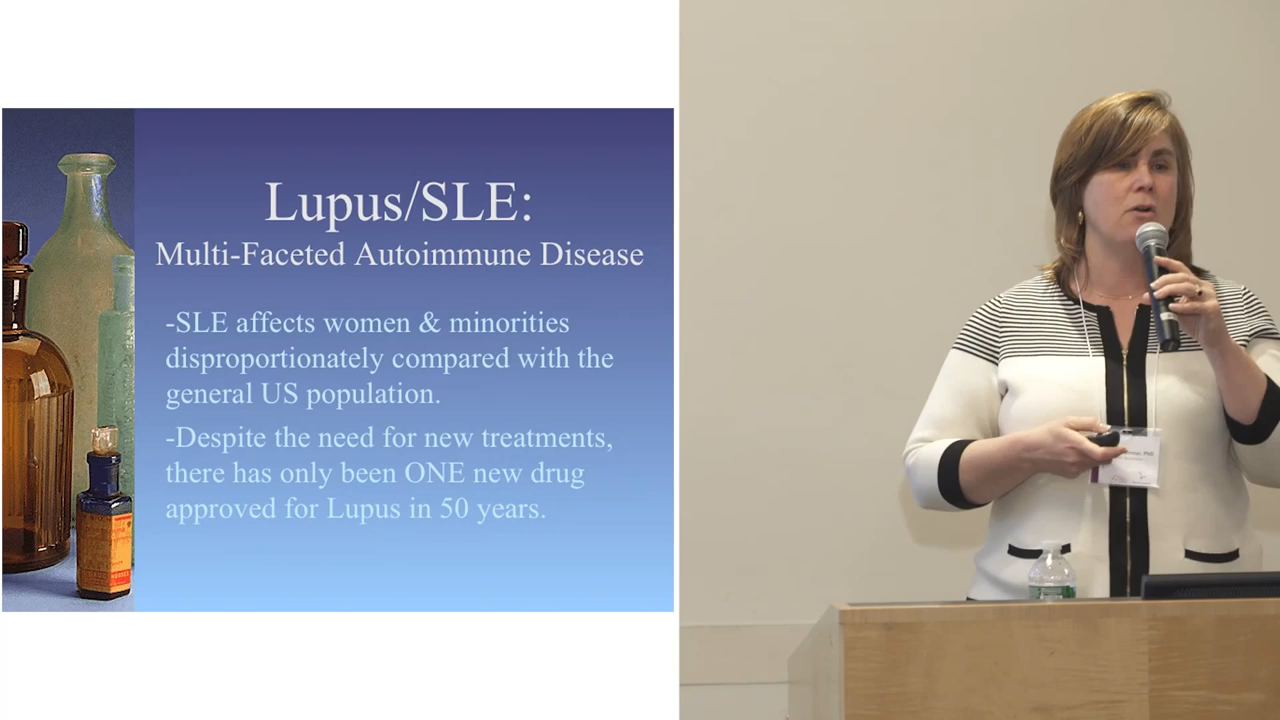 Lupus/SLE:
Multi-Faceted Autoimmune Disease
-SLE affects women & minorities
disproportionately compared with the
general US population.
-Despite the need for new treatments,
there has only been ONE new drug
approved for Lupus in 50 years.
PhD